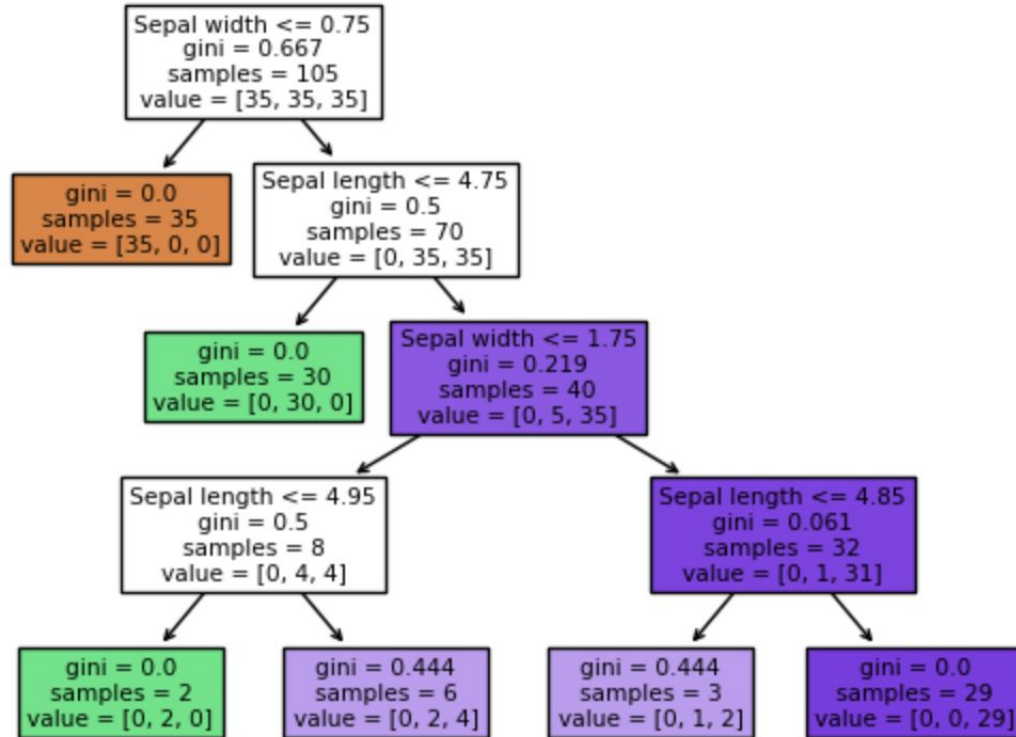 Sepal width <= 0.75
gini = 0.667
samples = 105
value = [35, 35, 35]
gini = 0.0
samples = 35
value = [35, 0, 0]
Sepal length <= 4.75
gini = 0.5
samples = 70
value = [0, 35, 35]
gini = 0.0
samples = 30
value = [0, 30, 0]
Sepal width <= 1.75
gini = 0.219
samples = 40
value = [0, 5, 35]
Sepal length <= 4.95
gini = 0.5
samples = 8
value = [0, 4, 4]
Sepal length <= 4.85
gini = 0.061
samples = 32
value = [0, 1, 31]
gini = 0.0
samples = 2
value = [0, 2, 0]
gini = 0.444
samples = 6
value = [0, 2, 4]
gini = 0.444
samples = 3
value = [0, 1, 2]
gini = 0.0
samples = 29
value = [0, 0, 29]